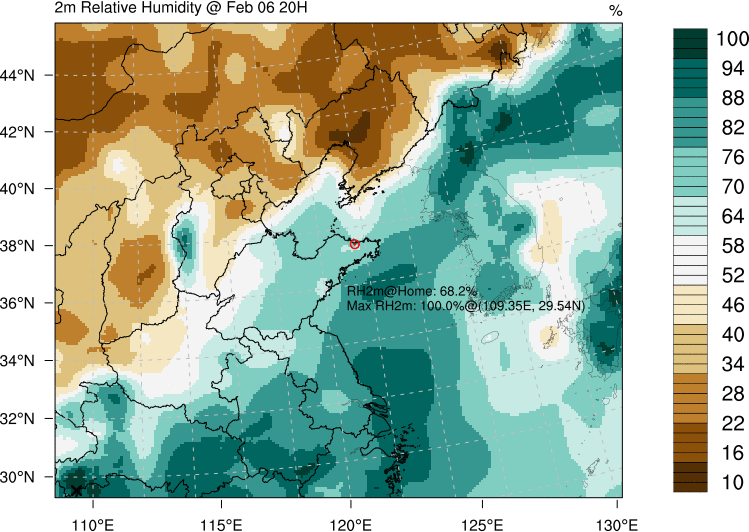 2m Relative Humidity @ Feb 06 20H
%
44°N
42°N
40°N
38°N
36°N
34°N
32°N
30°N
RH2m@Home: 68.2%
Max RH2m: 100.0%@(109.35E, 29.54N)
110°E
115°E
120°E
125°E
130°E
100
94
88
82
76
70
64
58
52
46
40
34
28
22
16
10